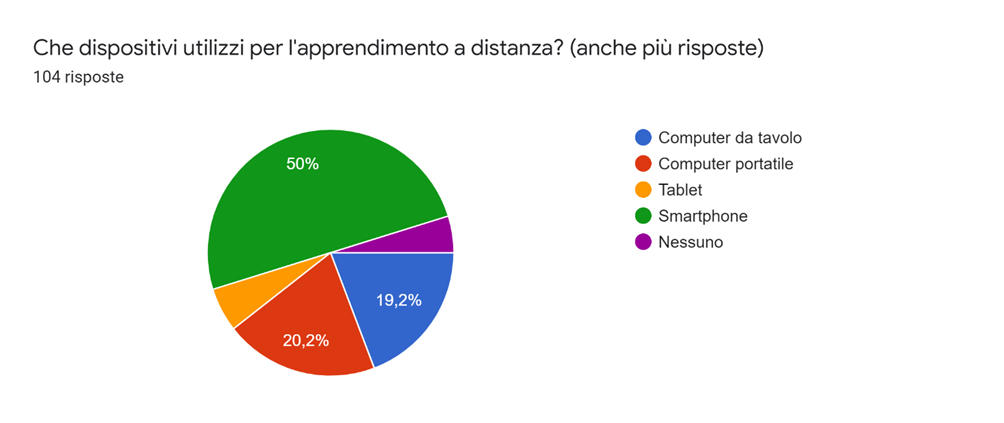 Che dispositivi utilizzi per l'apprendimento a distanza? (anche più risposte)
104 risposte
50%
19,2%
20,2%
Computer da tavolo
Computer portatile
Tablet
Smartphone
Nessuno